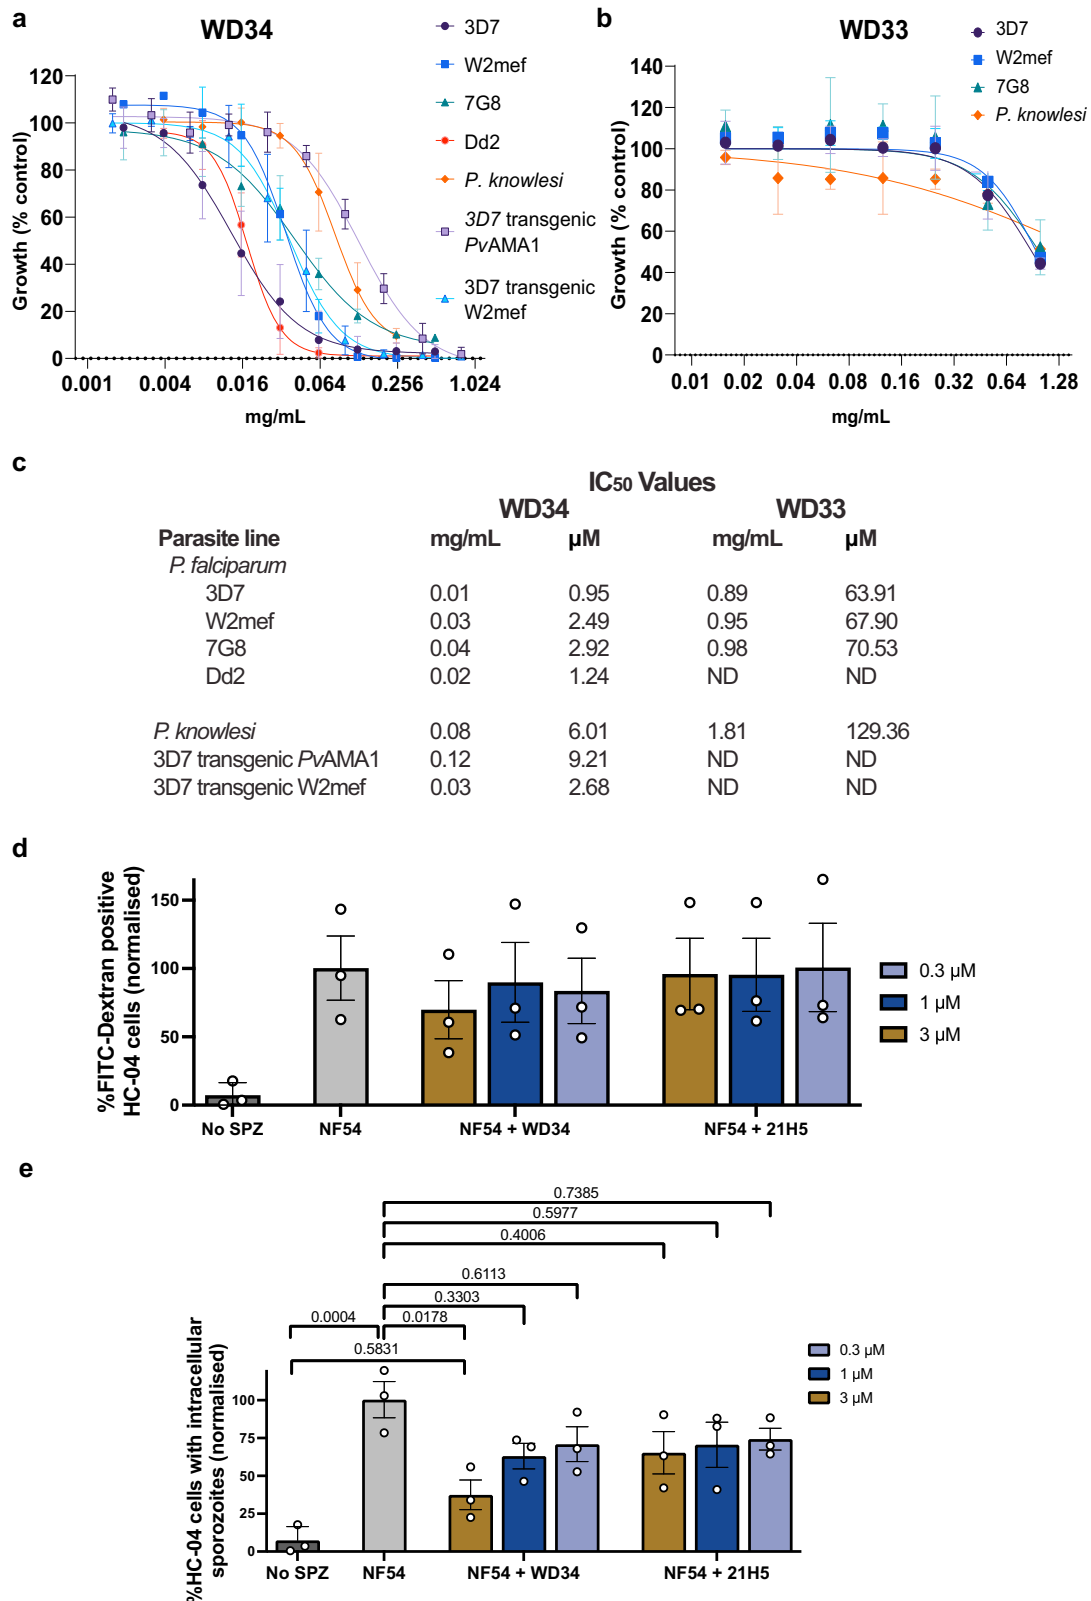 a
WD34
3D7
W2mef
7G8
Dd2
P. knowlesi
3D7 transgenic
PvAMA1
3D7 transgenic
W2mef
Growth (% control)
120
100
80
60
40
20
0
0.001 0.004 0.016 0.064 0.256 1.024
mg/mL
b
WD33
3D7
W2mef
7G8
P. knowlesi
Growth (% control)
140
120
100
80
60
40
20
0
0.01 0.02 0.04 0.08 0.16 0.32 0.64 1.28
mg/mL
c
IC50 Values
WD34 WD33
Parasite line mg/mL µM mg/mL µM
P. falciparum
3D7 0.01 0.95 0.89 63.91
W2mef 0.03 2.49 0.95 67.90
7G8 0.04 2.92 0.98 70.53
Dd2 0.02 1.24 ND ND
P. knowlesi 0.08 6.01 1.81 129.36
3D7 transgenic PvAMA1 0.12 9.21 ND ND
3D7 transgenic W2mef 0.03 2.68 ND ND
d
%FITC-Dextran positive
HC-04 cells (normalised)
150
100
50
0
No SPZ NF54 NF54 + WD34 NF54 + 21H5
0.3 µM
1 µM
3 µM
e
0.7385
0.5977
0.4006
0.6113
0.3303
0.0004 0.0178
0.5831
%HC-04 cells with intracellular
sporozoites (normalised)
100
75
50
25
0
No SPZ NF54 NF54 + WD34 NF54 + 21H5
0.3 µM
1 µM
3 µM